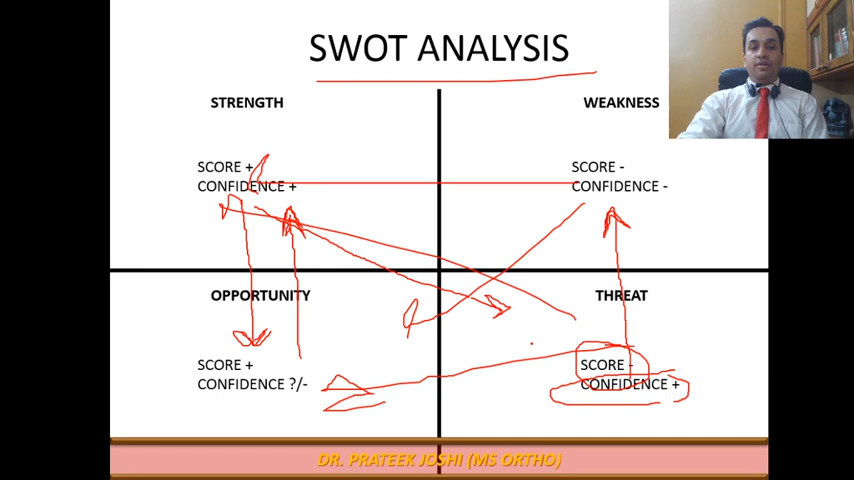 SWOT ANALYSIS
STRENGTH
WEAKNESS
SCORE +
CONFIDENCE +
SCORE -
CONFIDENCE -
OPPORTUNITY
THREAT
SCORE +
CONFIDENCE ?/-
SCORE -
CONFIDENCE +
DR. PRATEEK JOSHI (MS ORTHO)